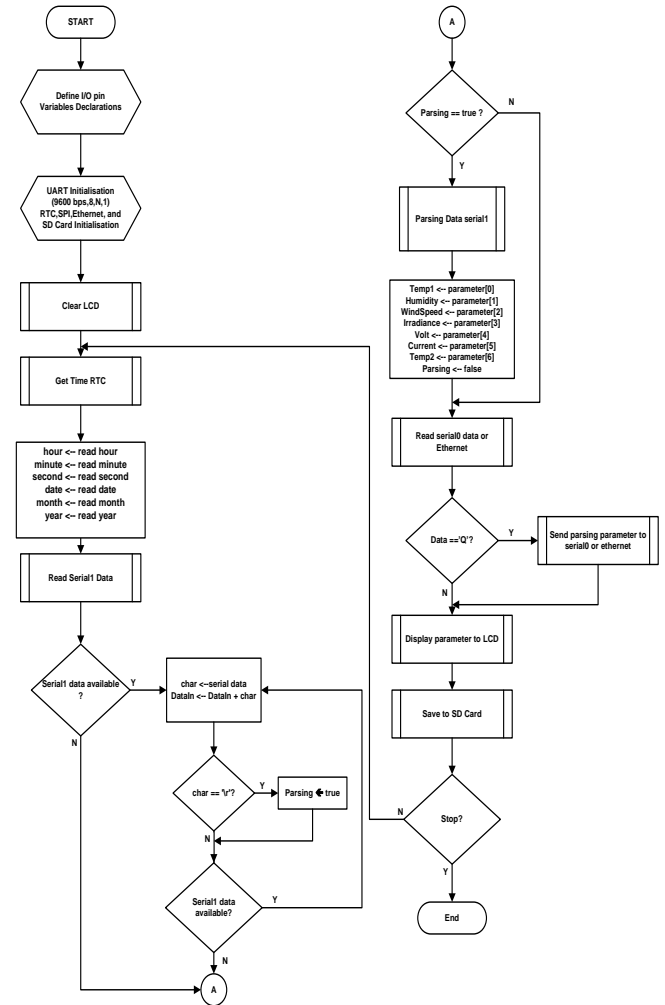 START
Define I/O pin
Variables Declarations
UART Initialisation
(9600 bps,8,N,1)
RTC,SPI,Ethernet, and
SD Card Initialisation
Clear LCD
Get Time RTC
hour <-- read hour
minute <-- read minute
second <-- read second
date <-- read date
month <-- read month
year <-- read year
Read Serial1 Data
Serial1 data available
?
Y
N
char <--serial data
DataIn <-- DataIn + char
char == '\r'?
Y
N
Parsing 🡸 true
Serial1 data
available?
Y
N
A
A
Parsing == true ?
N
Y
Parsing Data serial1
Temp1 <-- parameter[0]
Humidity <-- parameter[1]
WindSpeed <-- parameter[2]
Irradiance <-- parameter[3]
Volt <-- parameter[4]
Current <-- parameter[5]
Temp2 <-- parameter[6]
Parsing <-- false
Read serial0 data or
Ethernet
Data =='Q'?
Y
N
Send parsing parameter to
serial0 or ethernet
Display parameter to LCD
Save to SD Card
Stop?
N
Y
End